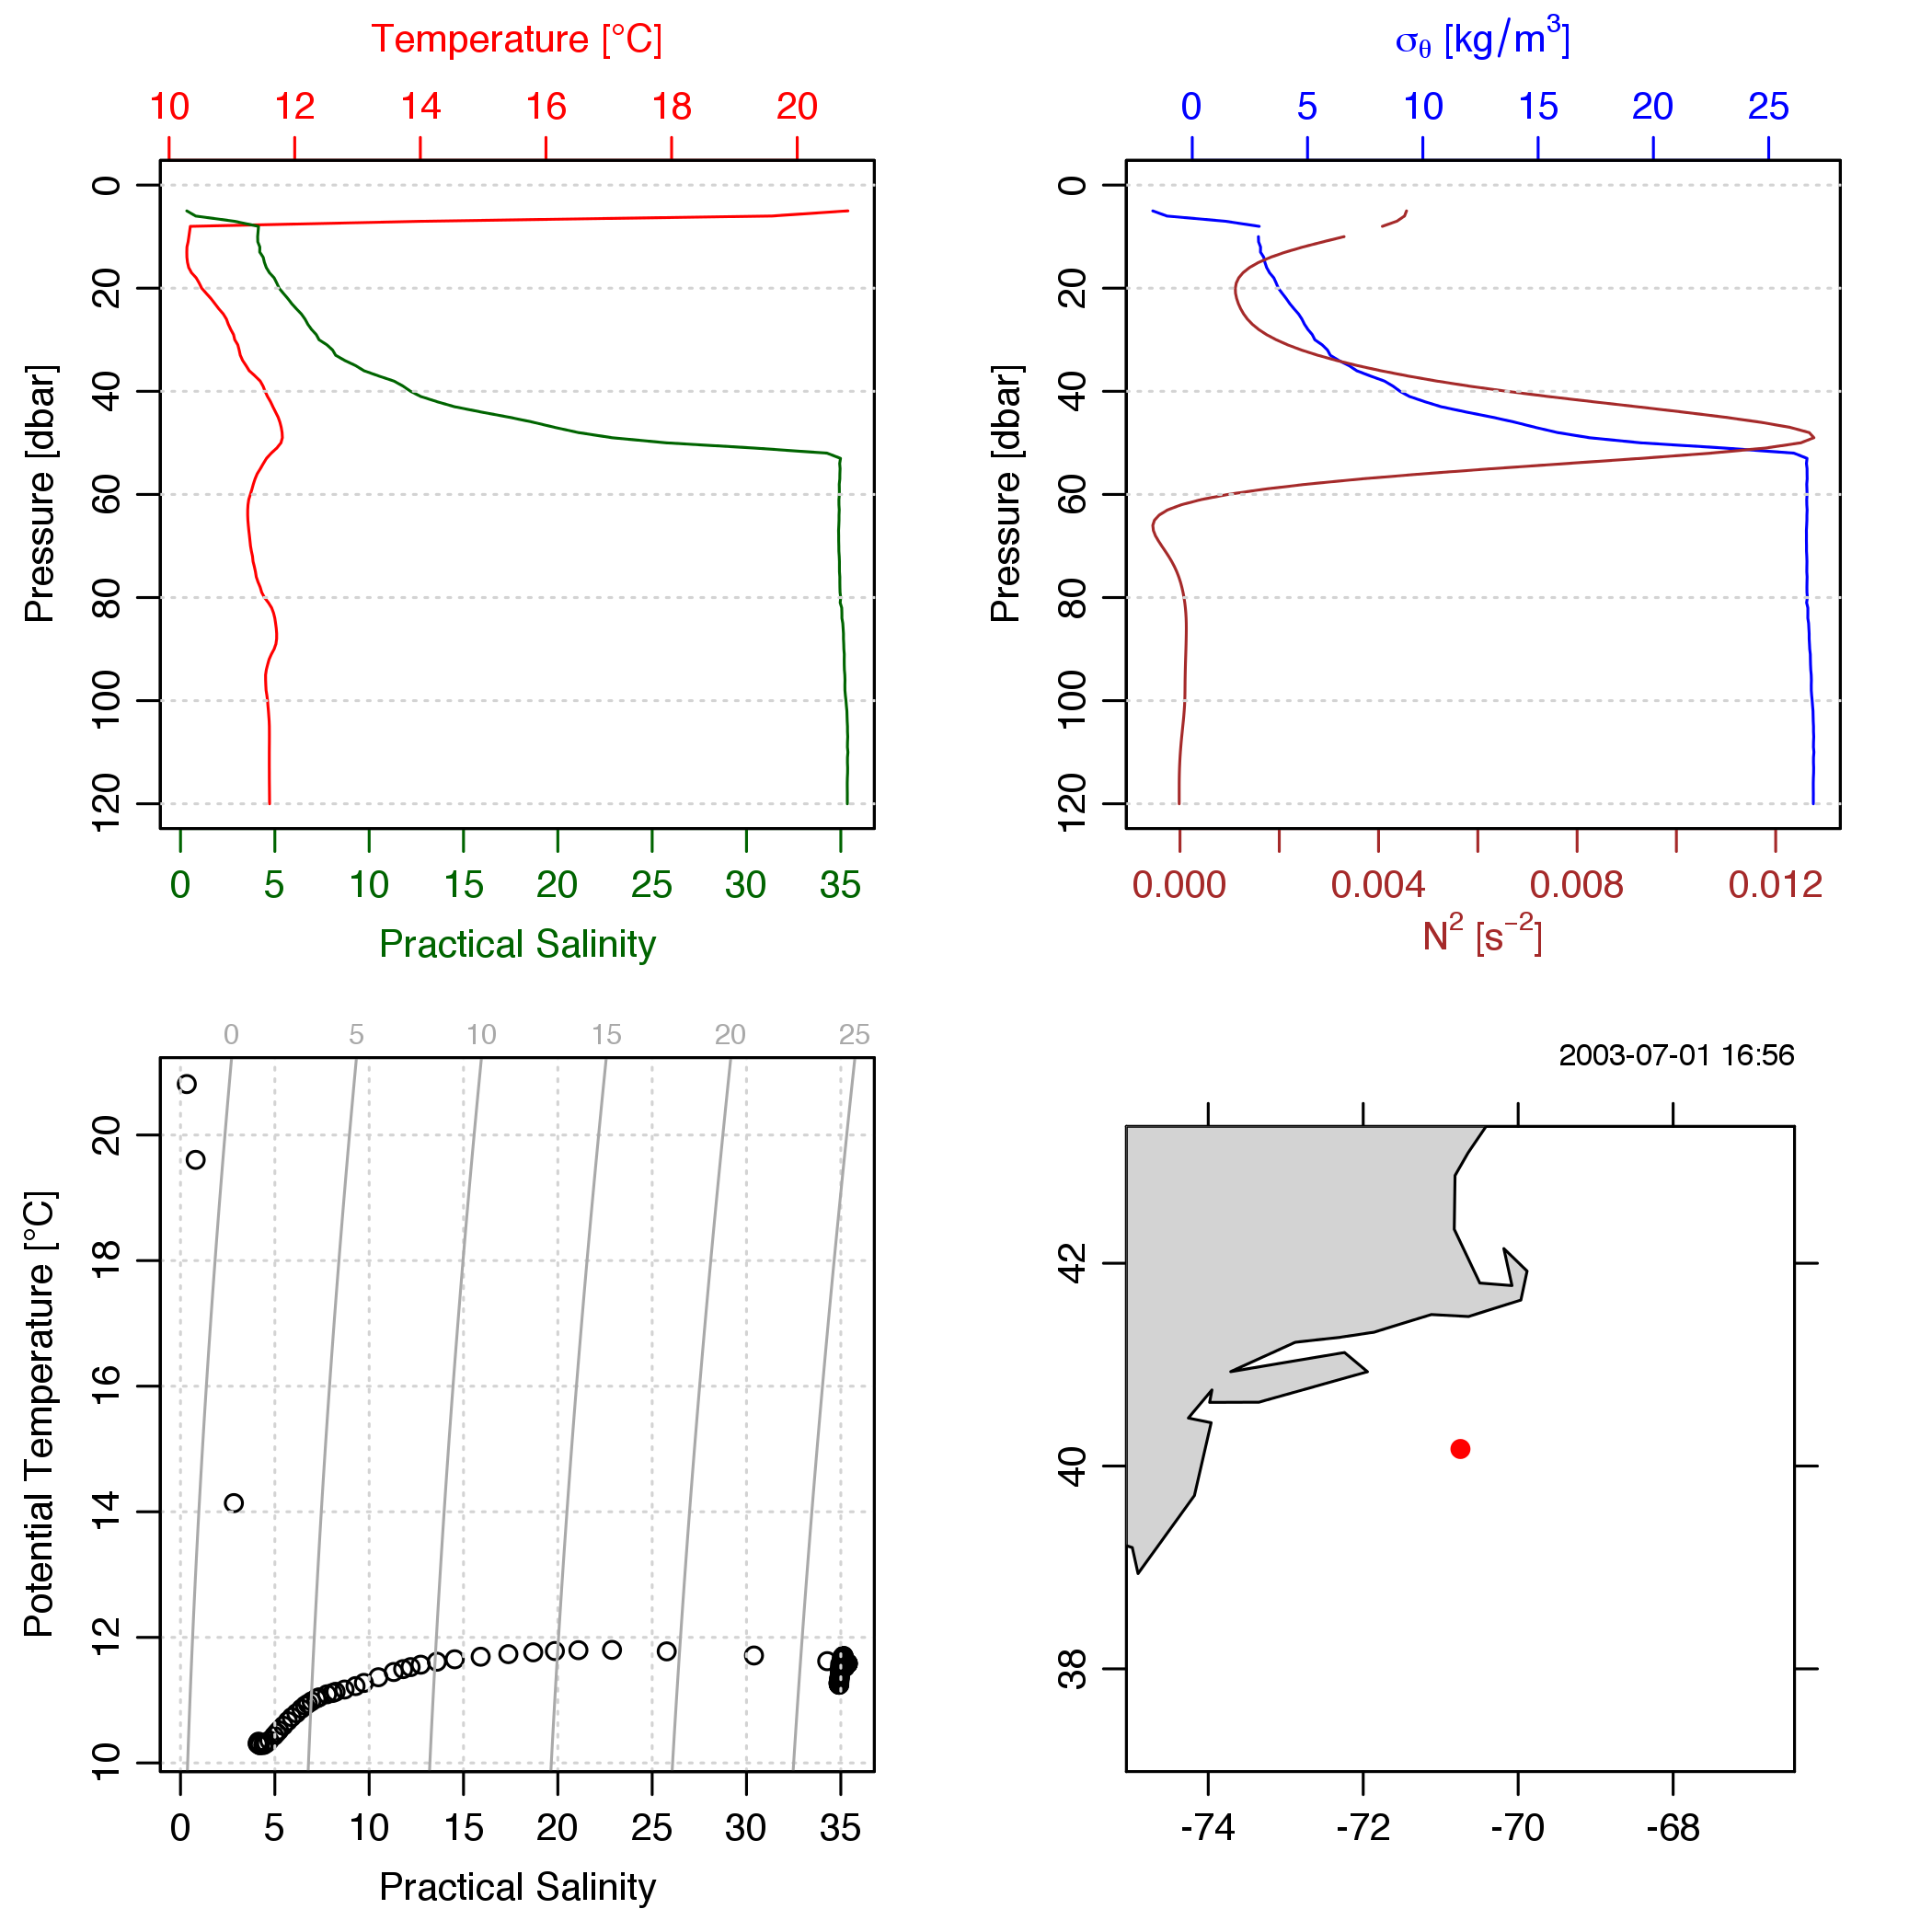 Temperature [°C]
10 12 14 16 18 20
0
20
40
60
80
100
120
Pressure [dbar]
0 5 10 15 20 25 30 35
Practical Salinity
σθ [kg/m3]
0 5 10 15 20 25
0
20
40
60
80
100
120
Pressure [dbar]
0.000 0.004 0.008 0.012
N2 [s−2]
0 5 10 15 20 25
20
18
16
14
12
10
Potential Temperature [°C]
0 5 10 15 20 25 30 35
Practical Salinity
2003-07-01 16:56
42
40
38
-74 -72 -70 -68